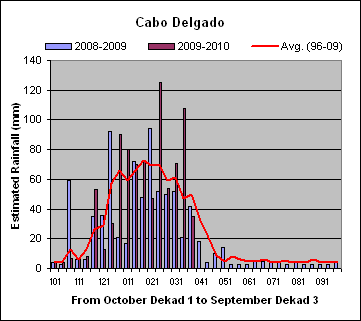 Cabo Delgado
2008-2009 2009-2010 Avg. (96-09)
140
120
100
80
60
40
20
0
Estimated Rainfall (mm)
101 111 121 011 021 031 041 051 061 071 081 091
From October Dekad 1 to September Dekad 3